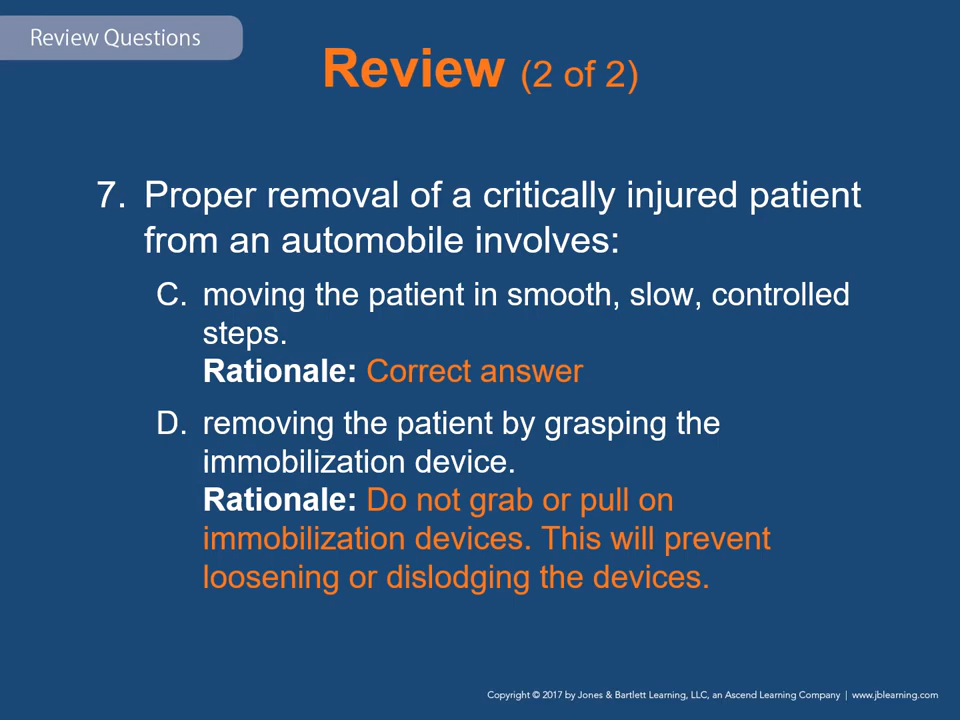 Review Questions
Review (2 of 2)
7. Proper removal of a critically injured patient
from an automobile involves:
C. moving the patient in smooth, slow, controlled
steps.
Rationale: Correct answer
D. removing the patient by grasping the
immobilization device.
Rationale: Do not grab or pull on
immobilization devices. This will prevent
loosening or dislodging the devices.
Copyright © 2017 by Jones & Bartlett Learning, LLC, an Ascend Learning Company | www.jblearning.com